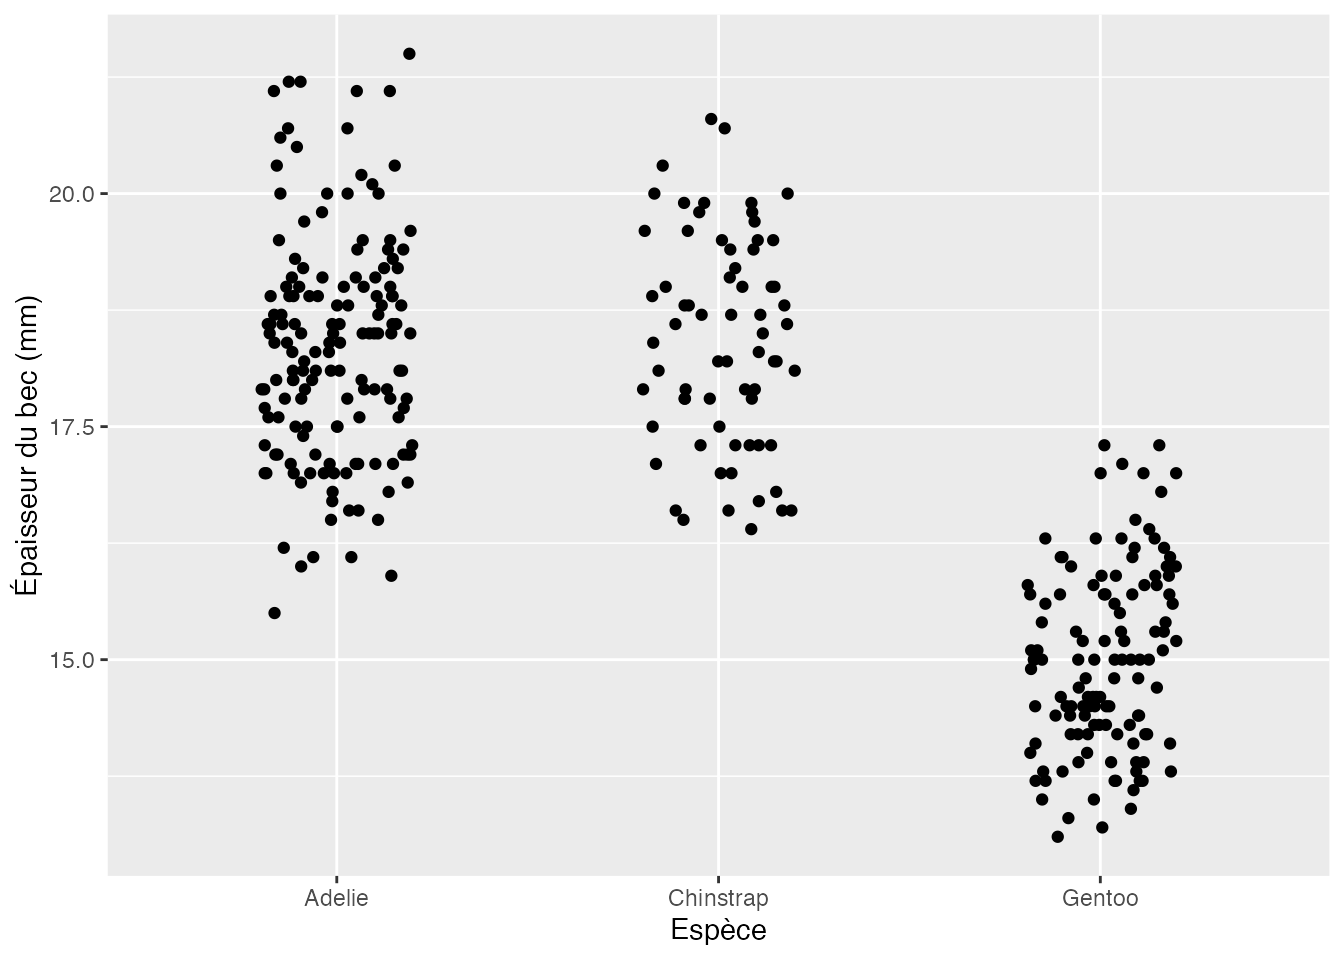 Épaisseur du bec (mm)
20.0
17.5
15.0
Adelie
Chinstrap
Gentoo
Espèce